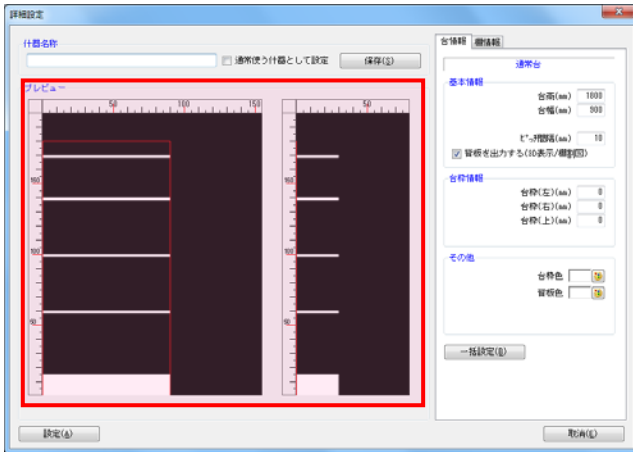 詳細設定
什器名称
通常使う什器として設定
保存(S)
プレビュー
50 100 150
50
150
100
50
150
100
50
設定(A)
台情報 棚情報
通常台
基本情報
台高(mm) 1800
台幅(mm) 900
ピッチ間隔(mm) 10
背板を出力する(3D表示/棚割図)
台枠情報
台枠(左)(mm) 0
台枠(右)(mm) 0
台枠(上)(mm) 0
その他
台枠色
背板色
一括設定(B)
取消(C)